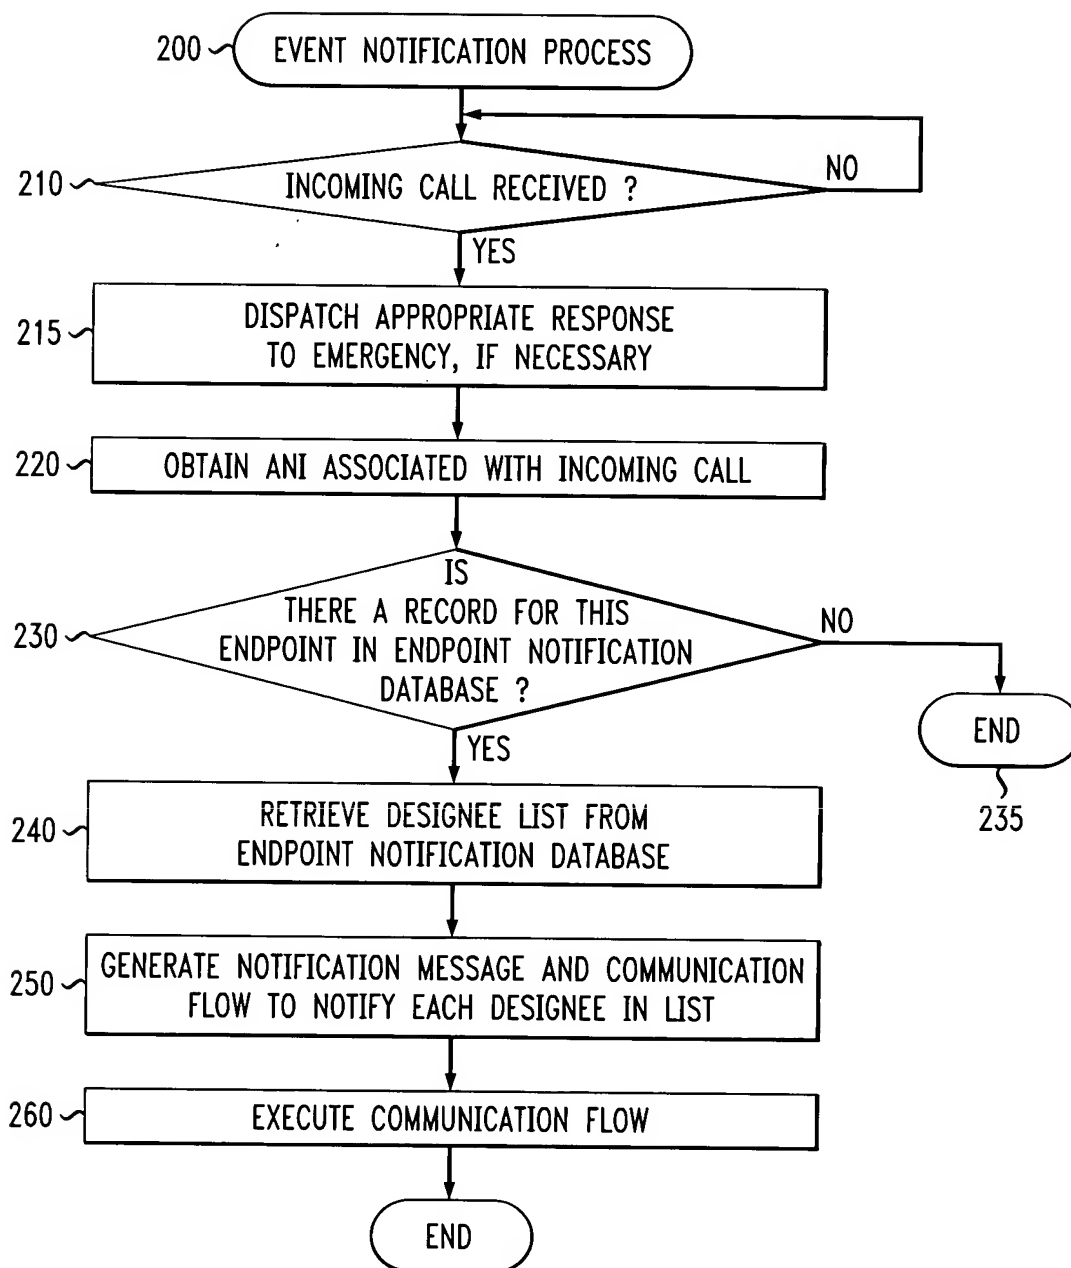 200
EVENT NOTIFICATION PROCESS
210
INCOMING CALL RECEIVED ?
NO
YES
215
DISPATCH APPROPRIATE RESPONSE
TO EMERGENCY, IF NECESSARY
220
OBTAIN ANI ASSOCIATED WITH INCOMING CALL
230
IS
THERE A RECORD FOR THIS
ENDPOINT IN ENDPOINT NOTIFICATION
DATABASE ?
NO
YES
END
235
240
RETRIEVE DESIGNEE LIST FROM
ENDPOINT NOTIFICATION DATABASE
250
GENERATE NOTIFICATION MESSAGE AND COMMUNICATION
FLOW TO NOTIFY EACH DESIGNEE IN LIST
260
EXECUTE COMMUNICATION FLOW
END